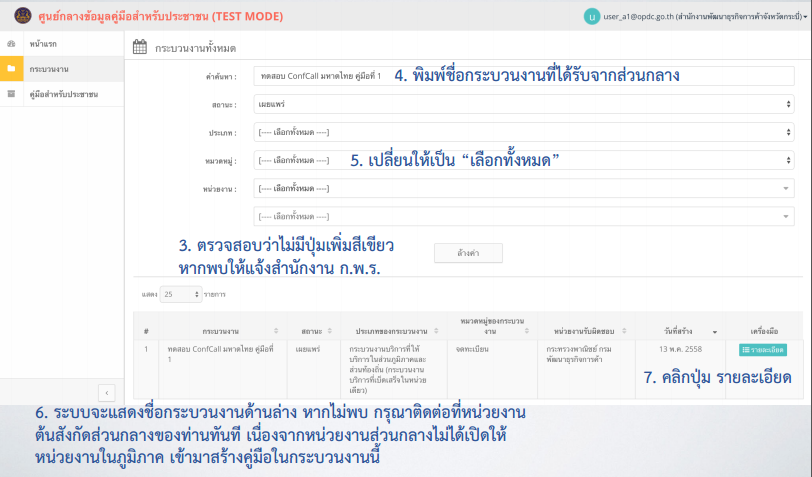 ศูนย์กลางข้อมูลคู่มือสำหรับประชาชน (TEST MODE)
u user_a1@opdc.go.th (สำนักงานพัฒนาธุรกิจการค้าจังหวัดกระบี่)
หน้าแรก
กระบวนงาน
คู่มือสำหรับประชาชน
กระบวนงานทั้งหมด
คำค้นหา : ทดสอบ ConfCall มหาดไทย คู่มือที่ 1 4. พิมพ์ชื่อกระบวนงานที่ได้รับจากส่วนกลาง
สถานะ : เผยแพร่
ประเภท : [---- เลือกทั้งหมด ----]
หมวดหมู่ : [---- เลือกทั้งหมด ----] 5. เปลี่ยนให้เป็น “เลือกทั้งหมด”
หน่วยงาน : [---- เลือกทั้งหมด ----]
[---- เลือกทั้งหมด ----]
3. ตรวจสอบว่าไม่มีปุ่มเพิ่มสีเขียว
หากพบให้แจ้งสำนักงาน ก.พ.ร.
ล้างค่า
แสดง 25 รายการ
# กระบวนงาน สถานะ ประเภทของกระบวนงาน หมวดหมู่ของกระบวน
งาน หน่วยงานรับผิดชอบ วันที่สร้าง เครื่องมือ
1 ทดสอบ ConfCall มหาดไทย คู่มือที่
1 เผยแพร่ กระบวนงานบริการที่ให้
บริการในส่วนภูมิภาคและ
ส่วนท้องถิ่น (กระบวนงาน
บริการที่เบ็ดเสร็จในหน่วย
เดียว)
จดทะเบียน
กระทรวงพาณิชย์ กรม
พัฒนาธุรกิจการค้า
13 พ.ค. 2558
รายละเอียด
7. คลิกปุ่ม รายละเอียด
6. ระบบจะแสดงชื่อกระบวนงานด้านล่าง หากไม่พบ กรุณาติดต่อที่หน่วยงาน
ต้นสังกัดส่วนกลางของท่านทันที เนื่องจากหน่วยงานส่วนกลางไม่ได้เปิดให้
หน่วยงานในภูมิภาค เข้ามาสร้างคู่มือในกระบวนงานนี้